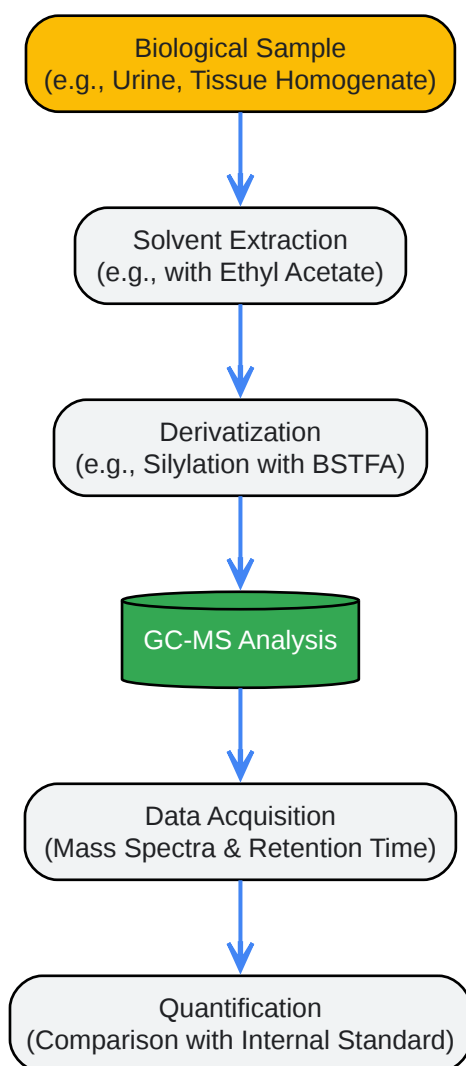 Biological Sample
(e.g., Urine, Tissue Homogenate)
Solvent Extraction
(e.g., with Ethyl Acetate)
Derivatization
(e.g., Silylation with BSTFA)
GC-MS Analysis
Data Acquisition
(Mass Spectra & Retention Time)
Quantification
(Comparison with Internal Standard)